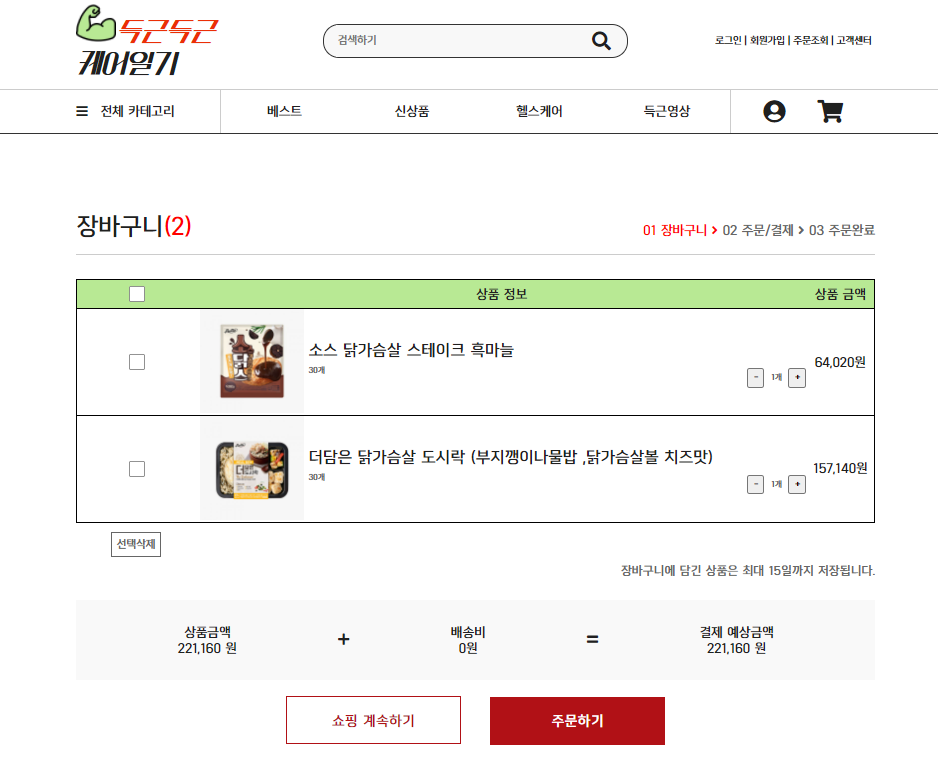 득근득근
케어일기
검색하기
로그인 | 회원가입 | 주문조회 | 고객센터
전체 카테고리
베스트
신상품
헬스케어
득근영상
장바구니(2)
01 장바구니 > 02 주문/결제 > 03 주문완료
상품 정보
상품 금액
소스 닭가슴살 스테이크 흑마늘
30개
- 1개 +
64,020원
더담은 닭가슴살 도시락 (부지깽이나물밥 ,닭가슴살볼 치즈맛)
30개
- 1개 +
157,140원
선택삭제
장바구니에 담긴 상품은 최대 15일까지 저장됩니다.
상품금액
221,160 원
+
배송비
0원
=
결제 예상금액
221,160 원
쇼핑 계속하기
주문하기